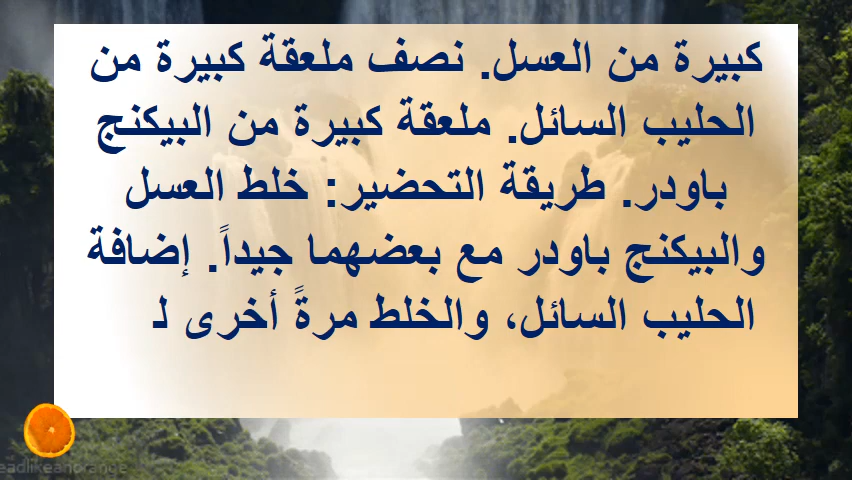 كبيرة من العسل. نصف ملعقة كبيرة من
الحليب السائل. ملعقة كبيرة من البيكنج
باودر. طريقة التحضير: خلط العسل
والبيكنج باودر مع بعضهما جيداً. إضافة
الحليب السائل، والخلط مرةً أخرى لـ
eadlikeanorange